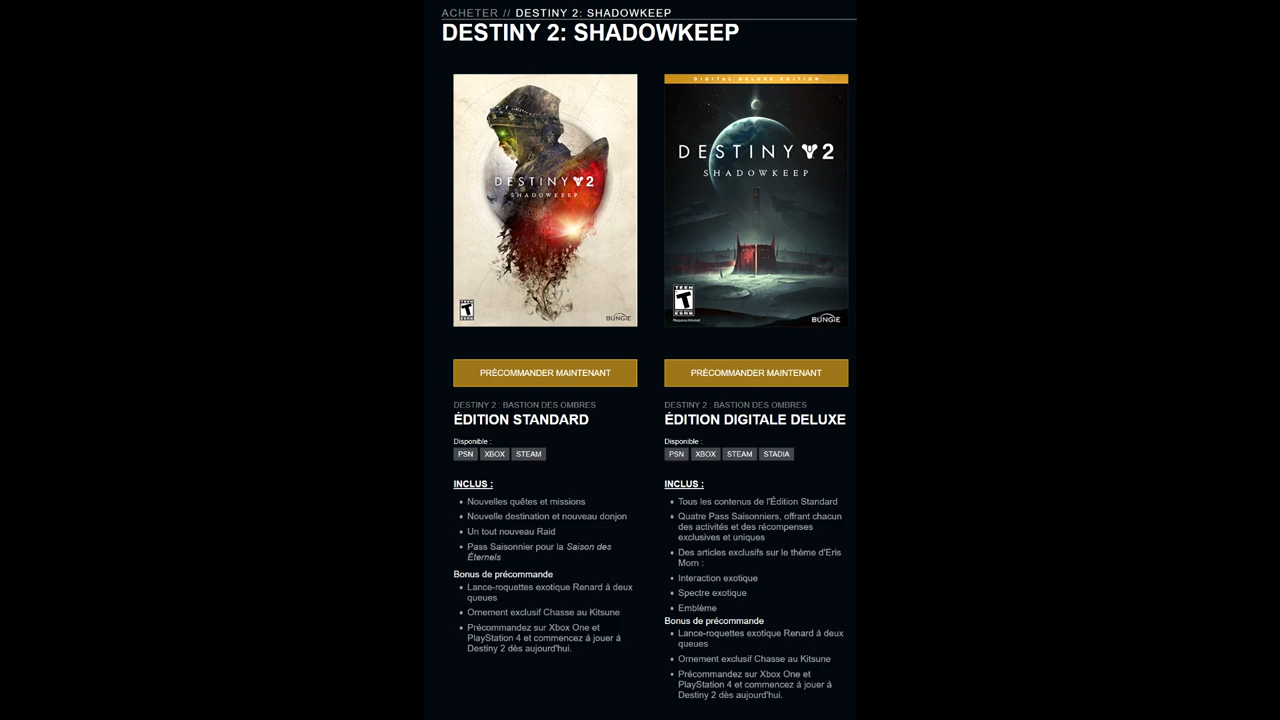 ACHETER // DESTINY 2: SHADOWKEEP
DESTINY 2: SHADOWKEEP
DESTINY 2
SHADOWKEEP
BUNGIE
DIGITAL DELUXE EDITION
DESTINY 2
SHADOWKEEP
TEEN
T
ESRB
BUNGIE
PRÉCOMMANDER MAINTENANT
DESTINY 2 : BASTION DES OMBRES
ÉDITION STANDARD
Disponible :
PSN XBOX STEAM
INCLUS :
• Nouvelles quêtes et missions
• Nouvelle destination et nouveau donjon
• Un tout nouveau Raid
• Pass Saisonnier pour la Saison des
Éternels
Bonus de précommande
• Lance-roquettes exotique Renard à deux
queues
• Ornement exclusif Chasse au Kitsune
• Précommandez sur Xbox One et
PlayStation 4 et commencez à jouer à
Destiny 2 dès aujourd'hui.
PRÉCOMMANDER MAINTENANT
DESTINY 2 : BASTION DES OMBRES
ÉDITION DIGITALE DELUXE
Disponible :
PSN XBOX STEAM STADIA
INCLUS :
• Tous les contenus de l'Édition Standard
• Quatre Pass Saisonniers, offrant chacun
des activités et des récompenses
exclusives et uniques
• Des articles exclusifs sur le thème d'Eris
Morn :
• Interaction exotique
• Spectre exotique
• Emblème
Bonus de précommande
• Lance-roquettes exotique Renard à deux
queues
• Ornement exclusif Chasse au Kitsune
• Précommandez sur Xbox One et
PlayStation 4 et commencez à jouer à
Destiny 2 dès aujourd'hui.